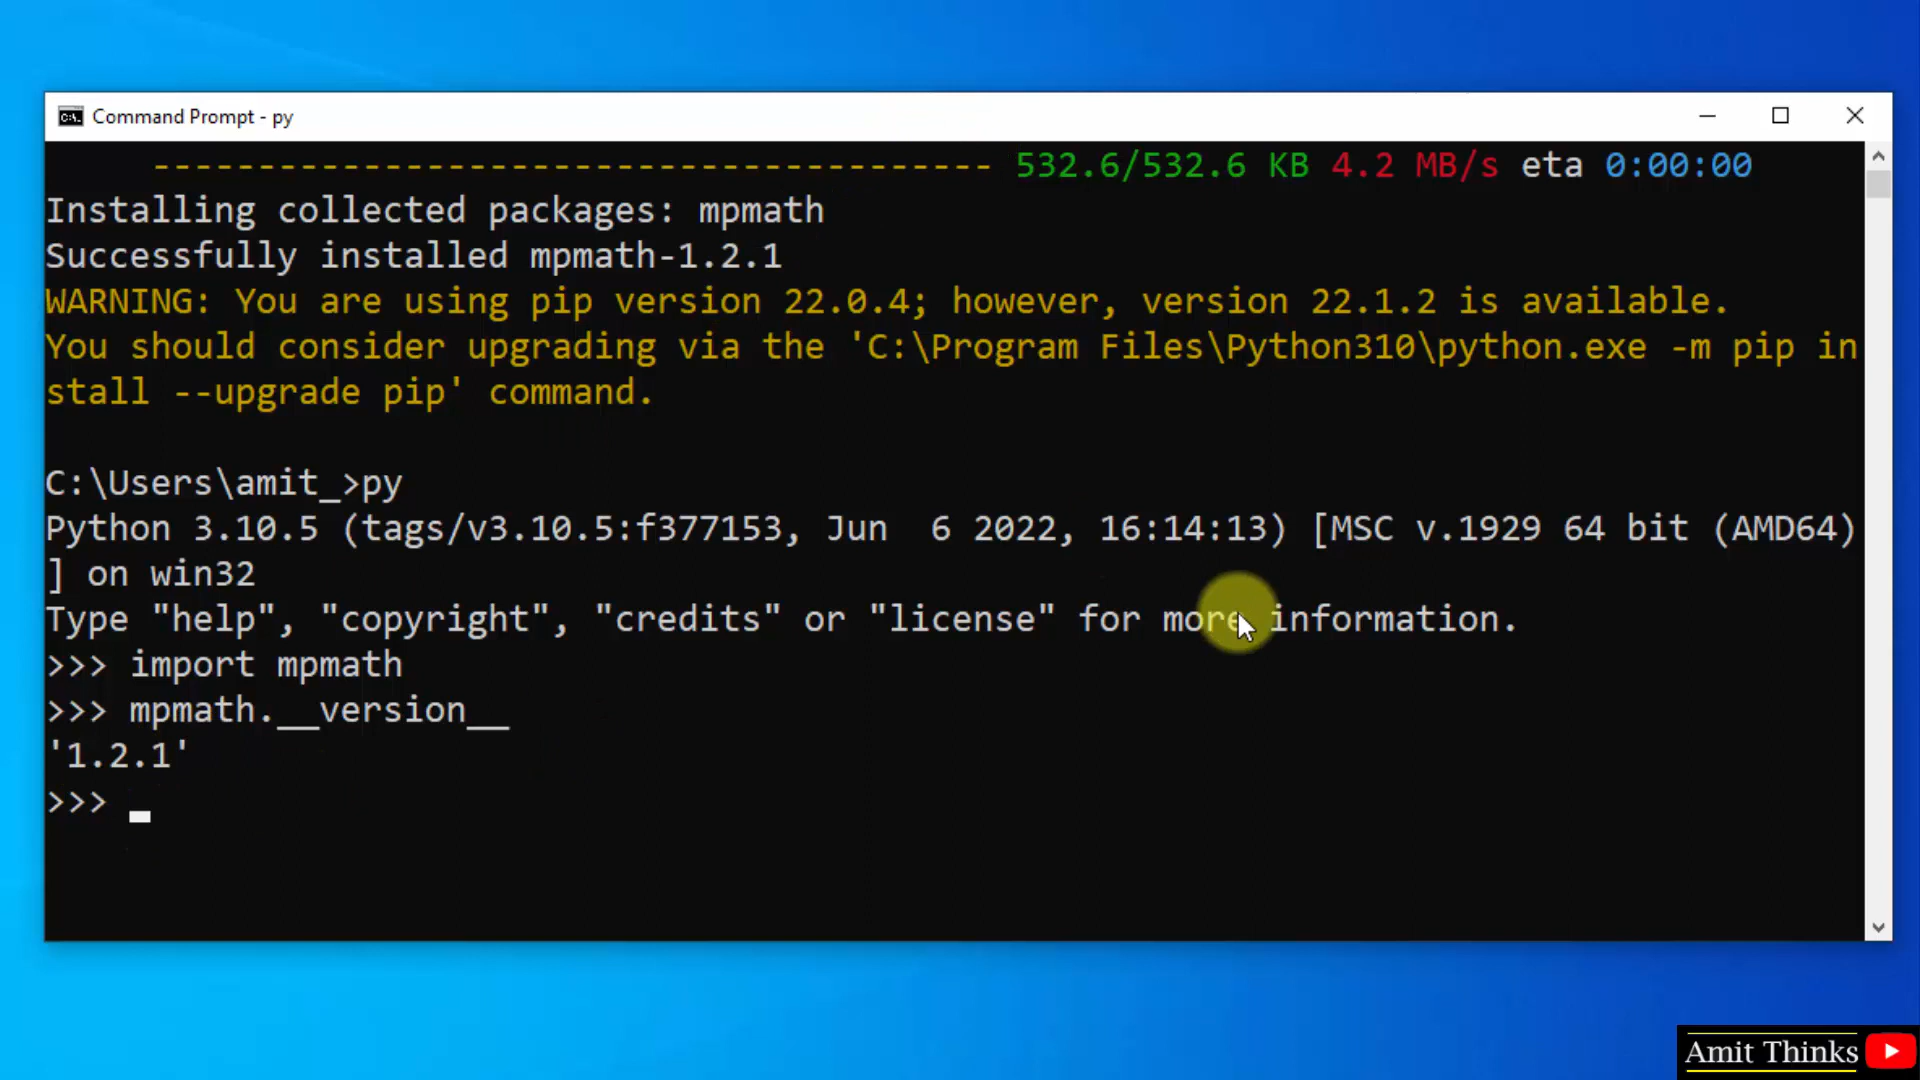 Command Prompt - py
---------------------------------------- 532.6/532.6 KB 4.2 MB/s eta 0:00:00
Installing collected packages: mpmath
Successfully installed mpmath-1.2.1
WARNING: You are using pip version 22.0.4; however, version 22.1.2 is available.
You should consider upgrading via the 'C:\Program Files\Python310\python.exe -m pip in
stall --upgrade pip' command.
C:\Users\amit_>py
Python 3.10.5 (tags/v3.10.5:f377153, Jun  6 2022, 16:14:13) [MSC v.1929 64 bit (AMD64)
] on win32
Type "help", "copyright", "credits" or "license" for more information.
>>> import mpmath
>>> mpmath.__version__
'1.2.1'
>>>
Amit Thinks